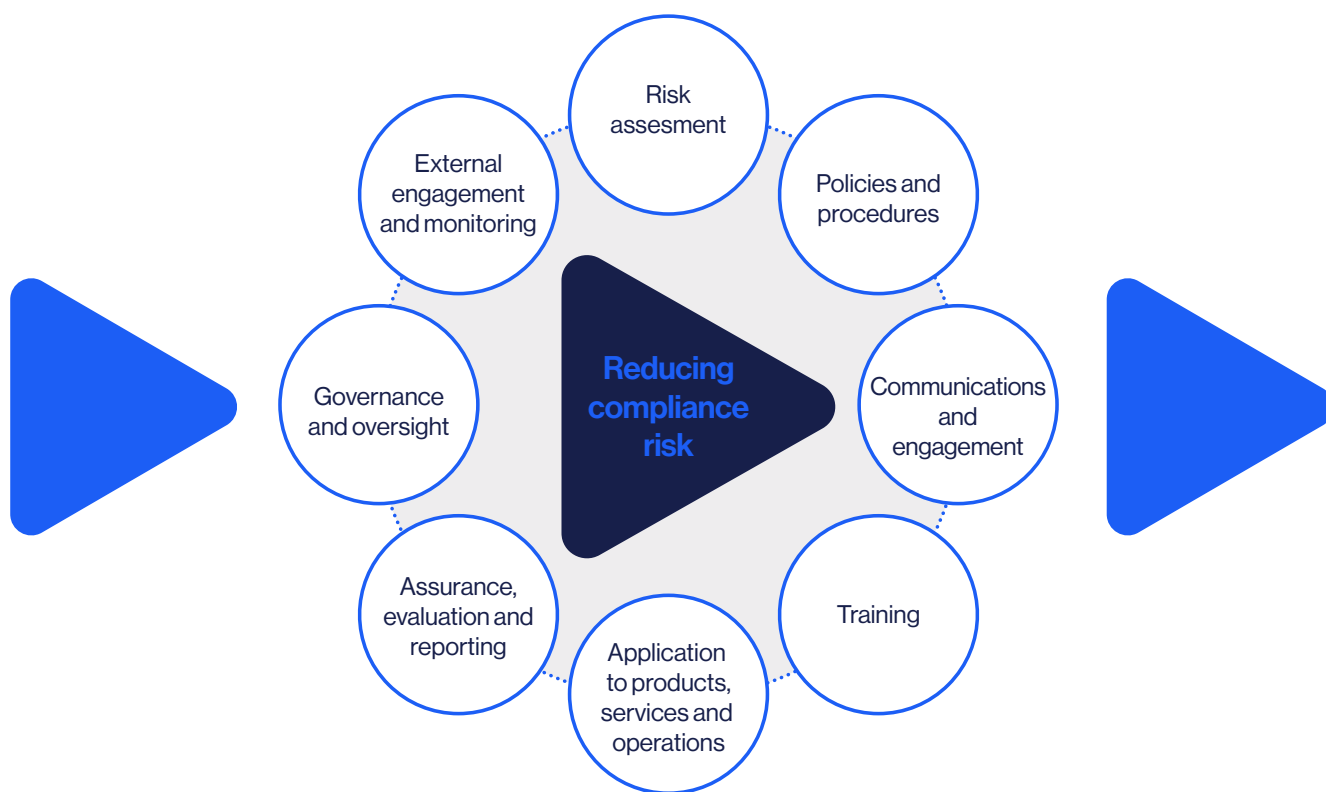 Risk
assesment
Policies and
procedures
Communications
and
engagement
Training
Application
to products,
services and
operations
Assurance,
evaluation and
reporting
Governance
and oversight
External
engagement
and monitoring
Reducing
compliance
risk